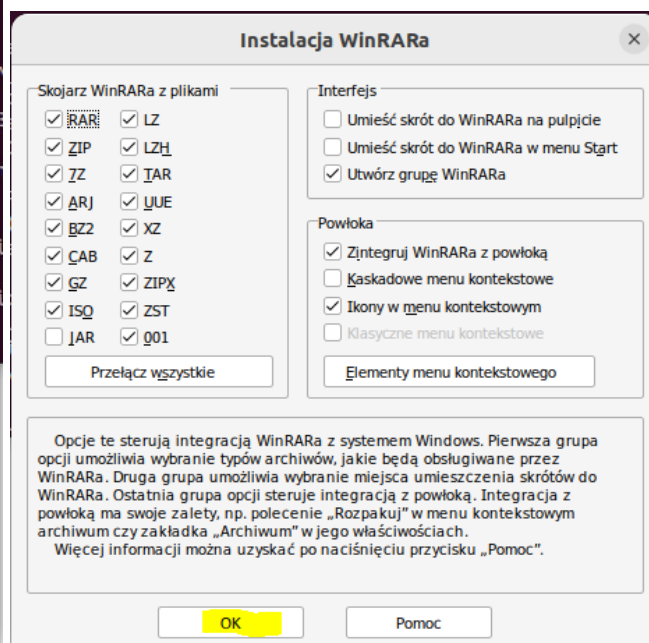 Instalacja WinRARa
Skojarz WinRARa z plikami
RAR
LZ
ZIP
LZH
7Z
TAR
ARJ
UUE
BZ2
XZ
CAB
Z
GZ
ZIPX
ISO
ZST
JAR
001
Przełącz wszystkie
Interfejs
Umieść skrót do WinRARa na pulpicie
Umieść skrót do WinRARa w menu Start
Utwórz grupę WinRARa
Powłoka
Zintegruj WinRARa z powłoką
Kaskadowe menu kontekstowe
Ikony w menu kontekstowym
Klasyczne menu kontekstowe
Elementy menu kontekstowego
Opcje te sterują integracją WinRARa z systemem Windows. Pierwsza grupa
opcji umożliwia wybranie typów archiwów, jakie będą obsługiwane przez
WinRARa. Druga grupa umożliwia wybranie miejsca umieszczenia skrótów do
WinRARa. Ostatnia grupa opcji steruje integracją z powłoką. Integracja z
powłoką ma swoje zalety, np. polecenie „Rozpakuj” w menu kontekstowym
archiwum czy zakładka „Archiwum” w jego właściwościach.
Więcej informacji można uzyskać po naciśnięciu przycisku „Pomoc”.
OK
Pomoc